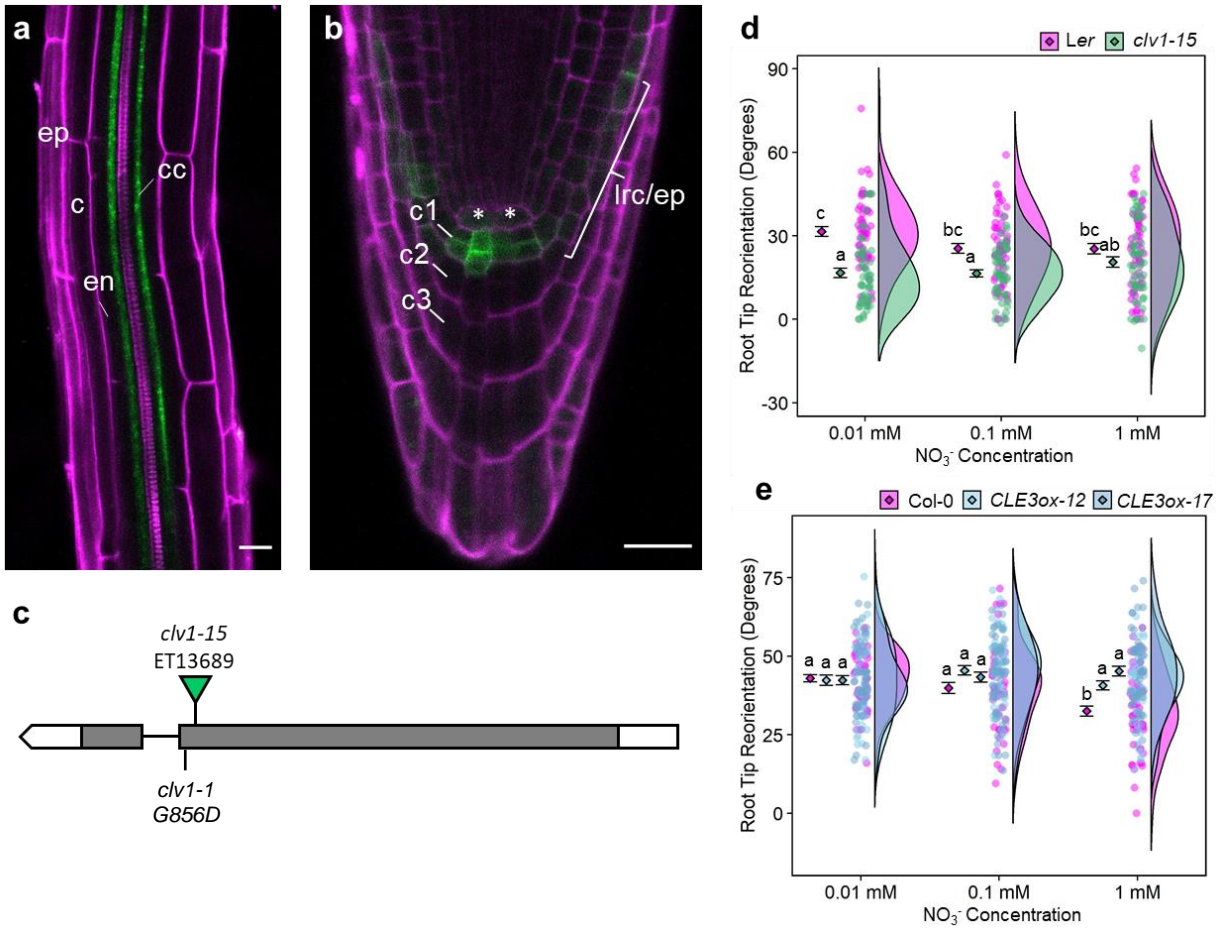 a
ep
c
cc
en
b
c1
* *
c2
c3
lrc/ep
c
clv1-15
ET13689
clv1-1
G856D
d
Ler clv1-15
Root Tip Reorientation (Degrees)
90
60
30
0
-30
c
a
bc
a
bc
ab
0.01 mM 0.1 mM 1 mM
NO₃⁻ Concentration
e
Col-0 CLE3ox-12 CLE3ox-17
Root Tip Reorientation (Degrees)
75
50
25
0
a a a
a a a
b a a
0.01 mM 0.1 mM 1 mM
NO₃⁻ Concentration